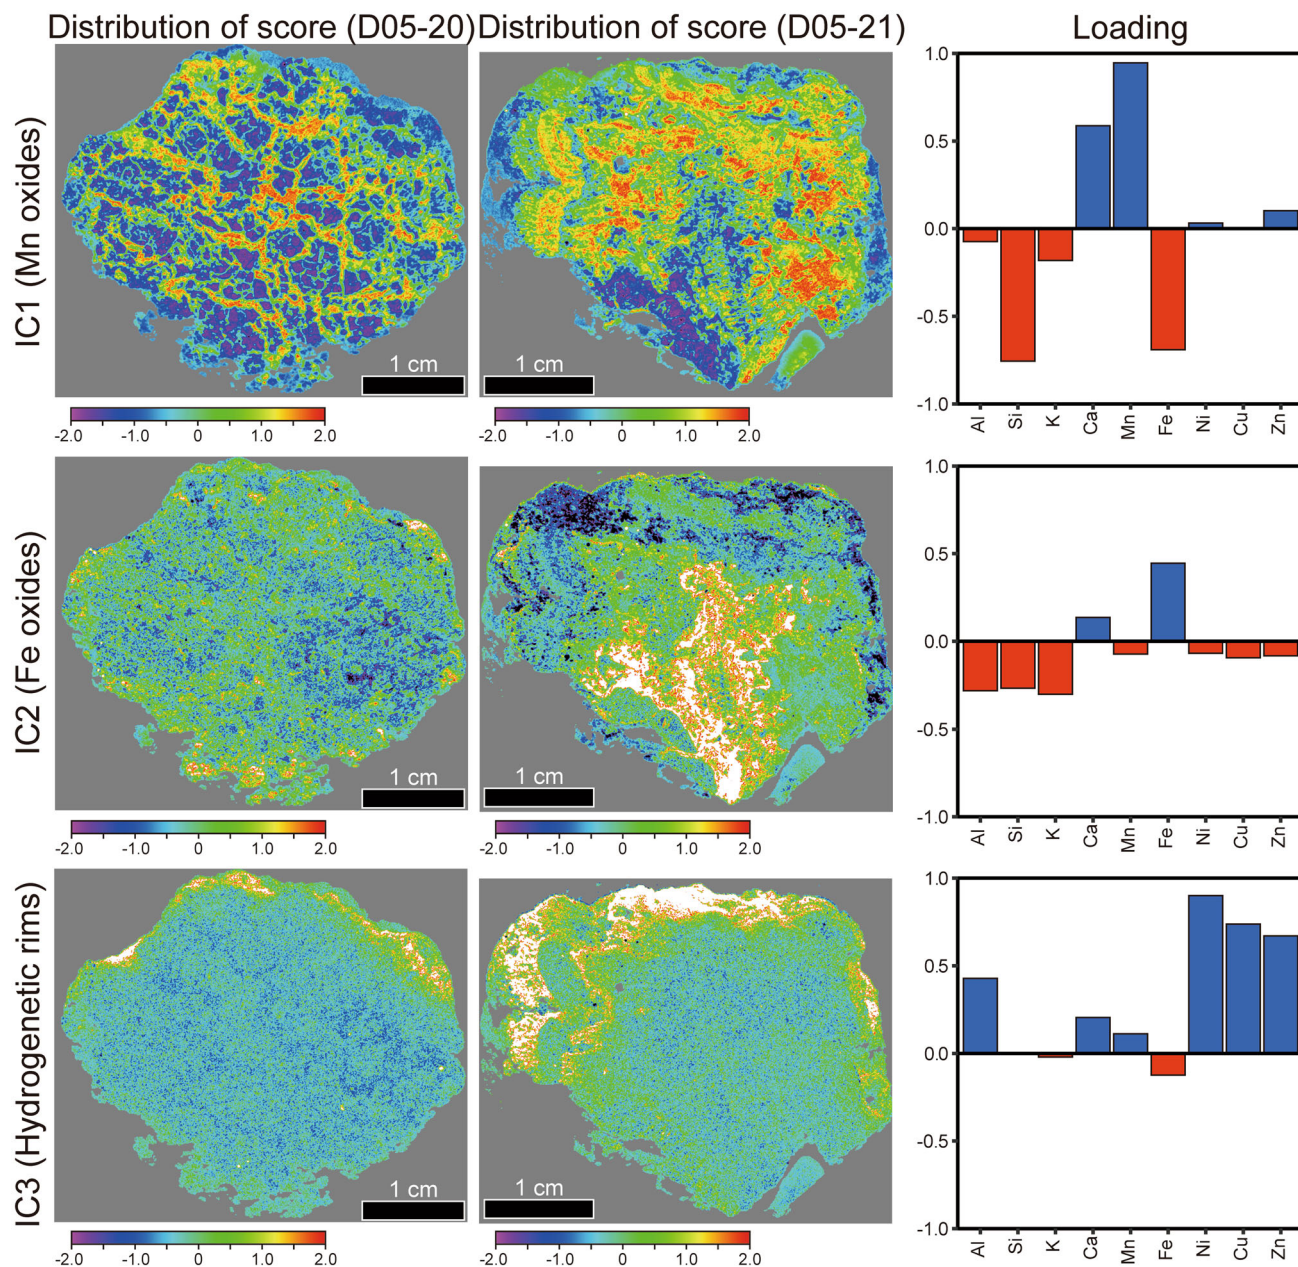 Distribution of score (D05-20) Distribution of score (D05-21) Loading
IC1 (Mn oxides)
1 cm
1 cm
-2.0 -1.0 0 1.0 2.0
-2.0 -1.0 0 1.0 2.0
1.0
0.5
0.0
-0.5
-1.0
Al Si K Ca Mn Fe Ni Cu Zn
IC2 (Fe oxides)
1 cm
1 cm
-2.0 -1.0 0 1.0 2.0
-2.0 -1.0 0 1.0 2.0
1.0
0.5
0.0
-0.5
-1.0
Al Si K Ca Mn Fe Ni Cu Zn
IC3 (Hydrogenetic rims)
1 cm
1 cm
-2.0 -1.0 0 1.0 2.0
-2.0 -1.0 0 1.0 2.0
1.0
0.5
0.0
-0.5
-1.0
Al Si K Ca Mn Fe Ni Cu Zn